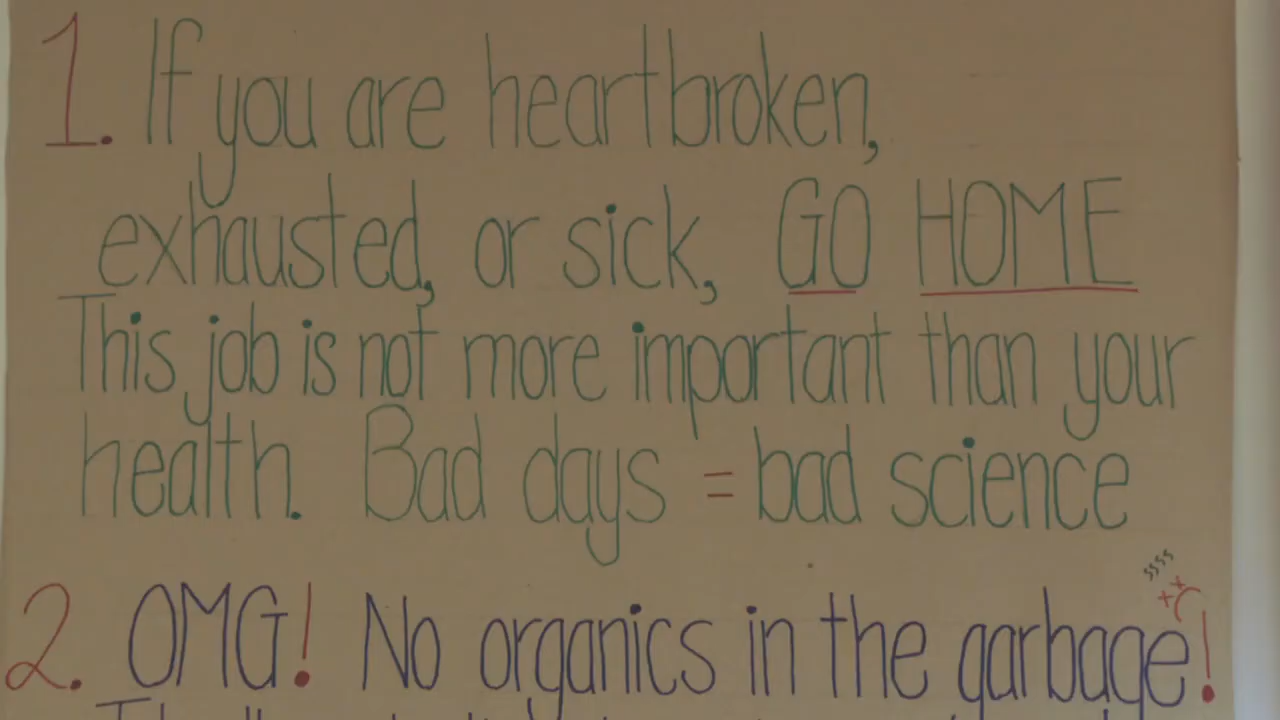 1. If you are heartbroken,
exhausted, or sick, GO HOME
This job is not more important than your
health. Bad days = bad science
2. OMG! No organics in the garbage!